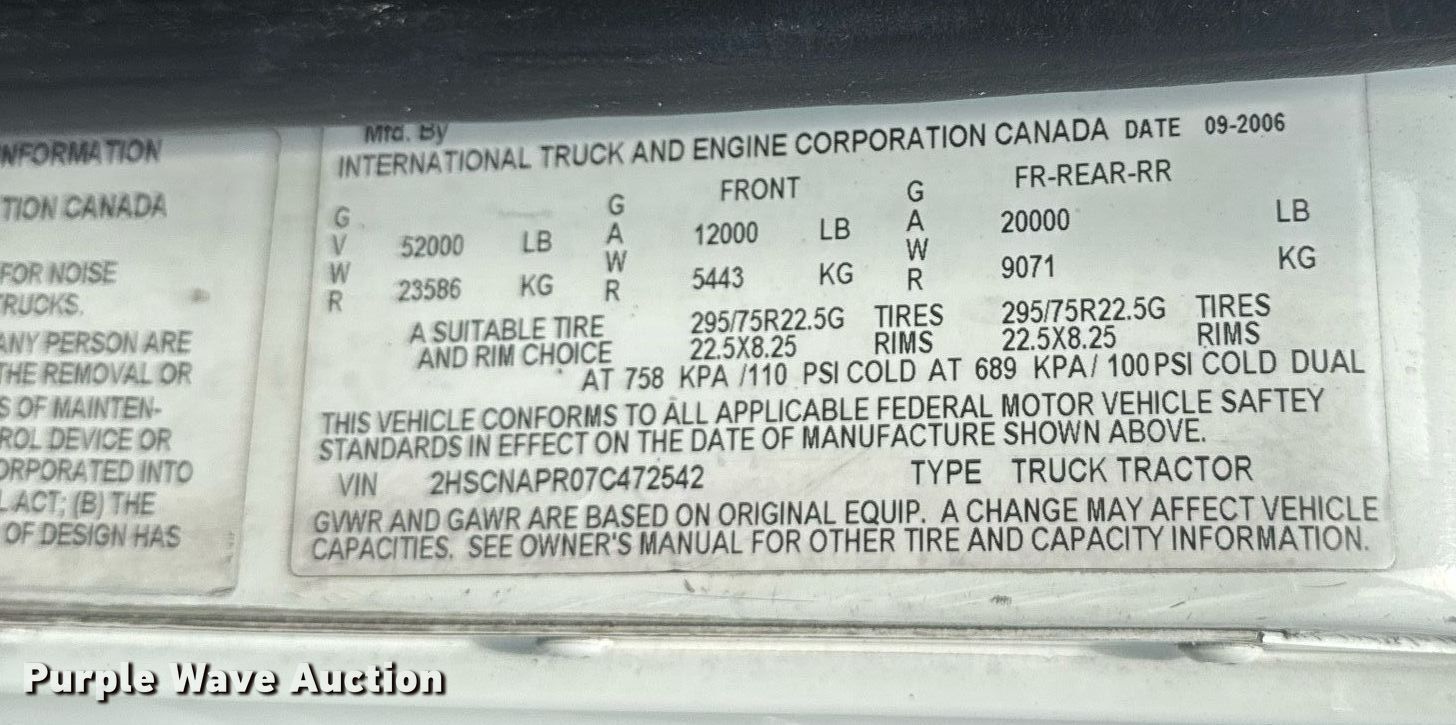 NFORMATION
TION CANADA
FOR NOISE
RUCKS.
ANY PERSON ARE
THE REMOVAL OR
S OF MAINTEN-
ROL DEVICE OR
ORPORATED INTO
ACT; (B) THE
OF DESIGN HAS
Mfd. By
INTERNATIONAL TRUCK AND ENGINE CORPORATION CANADA DATE 09-2006
FRONT FR-REAR-RR
GVWR 52000 LB GAWR 12000 LB GAWR 20000 LB
23586 KG 5443 KG 9071 KG
A SUITABLE TIRE 295/75R22.5G TIRES 295/75R22.5G TIRES
AND RIM CHOICE 22.5X8.25 RIMS 22.5X8.25 RIMS
AT 758 KPA /110 PSI COLD AT 689 KPA/ 100 PSI COLD DUAL
THIS VEHICLE CONFORMS TO ALL APPLICABLE FEDERAL MOTOR VEHICLE SAFTEY
STANDARDS IN EFFECT ON THE DATE OF MANUFACTURE SHOWN ABOVE.
VIN 2HSCNAPR07C472542 TYPE TRUCK TRACTOR
GVWR AND GAWR ARE BASED ON ORIGINAL EQUIP. A CHANGE MAY AFFECT VEHICLE
CAPACITIES. SEE OWNER'S MANUAL FOR OTHER TIRE AND CAPACITY INFORMATION.
Purple Wave Auction